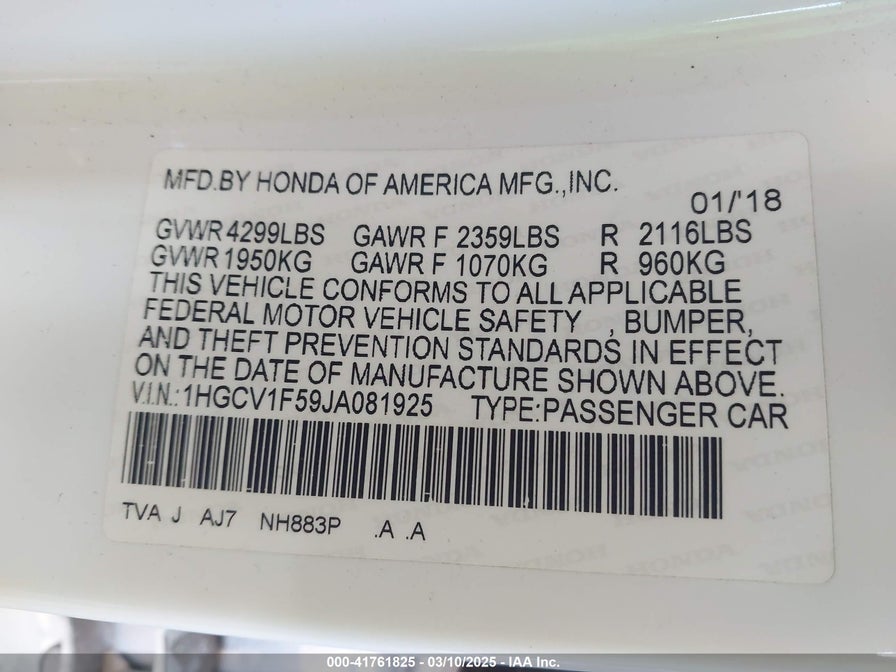 MFD.BY HONDA OF AMERICA MFG.,INC.
01/'18
GVWR 4299LBS GAWR F 2359LBS R 2116LBS
GVWR 1950KG GAWR F 1070KG R 960KG
THIS VEHICLE CONFORMS TO ALL APPLICABLE
FEDERAL MOTOR VEHICLE SAFETY , BUMPER,
AND THEFT PREVENTION STANDARDS IN EFFECT
ON THE DATE OF MANUFACTURE SHOWN ABOVE.
V.I.N.:1HGCV1F59JA081925 TYPE:PASSENGER CAR
TVA J AJ7 NH883P .A .A
HONDA
000-41761825 - 03/10/2025 - IAA Inc.